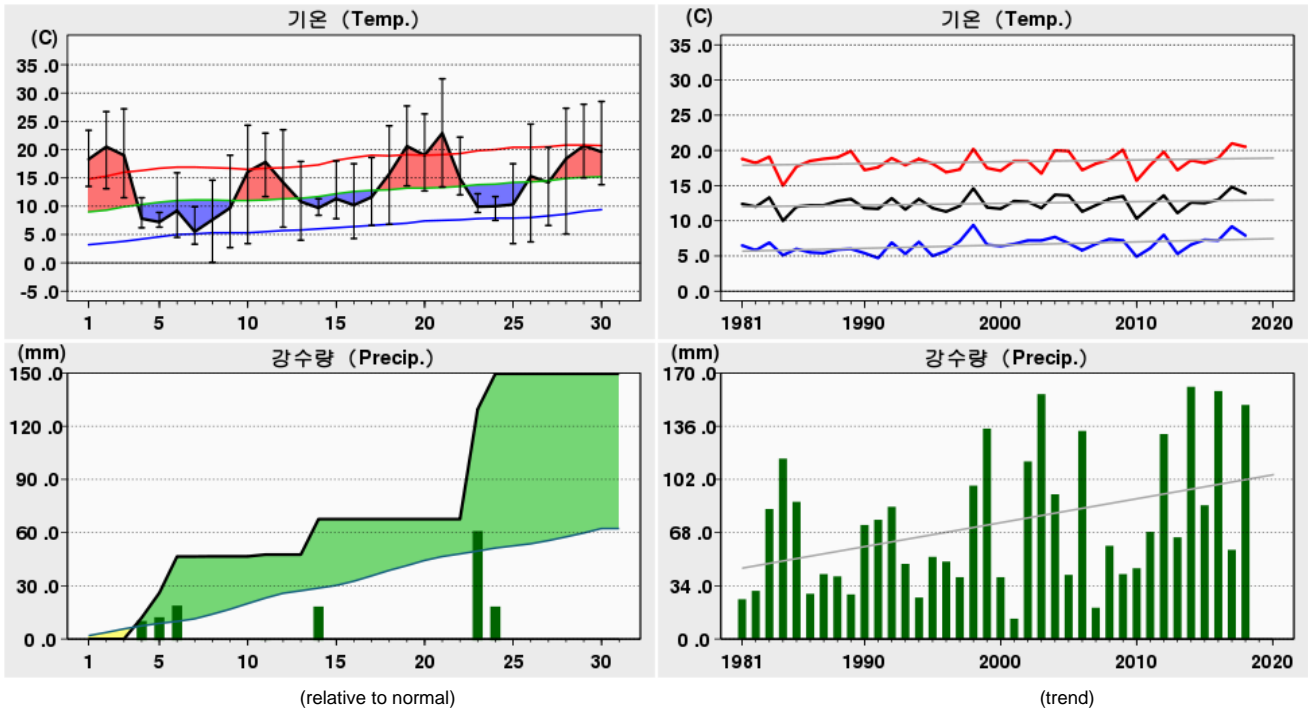 기온 (Temp.)
(C)
35 .0
30 .0
25 .0
20 .0
15 .0
10 .0
5 .0
0 .0
-5 .0
1 5 10 15 20 25 30
기온 (Temp.)
(C)
35 .0
30 .0
25 .0
20 .0
15 .0
10 .0
5 .0
0 .0
1981 1990 2000 2010 2020
강수량 (Precip.)
(mm)
150 .0
120 .0
90 .0
60 .0
30 .0
0 .0
1 5 10 15 20 25 30
(relative to normal)
강수량 (Precip.)
(mm)
170 .0
136 .0
102 .0
68 .0
34 .0
0 .0
1981 1990 2000 2010 2020
(trend)